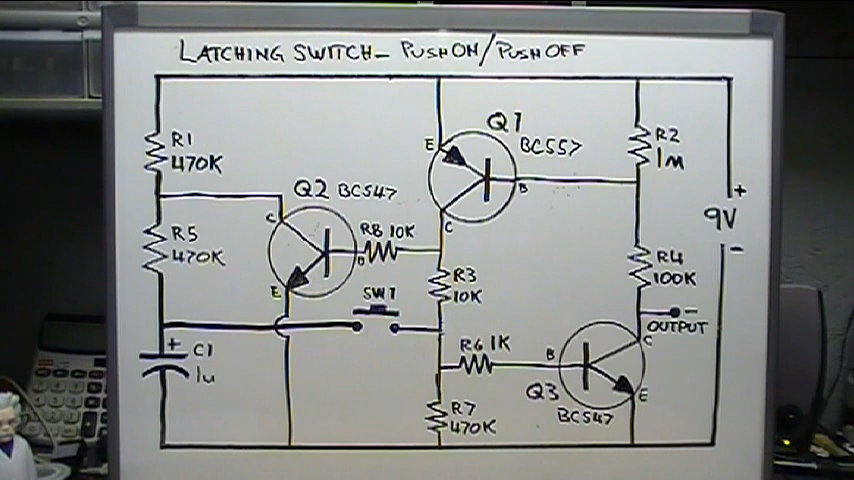 LATCHING SWITCH - PUSH ON / PUSH OFF
R1
470K
Q2 BC547
C
B
E
R8 10K
Q1
BC557
E
B
C
R2
1M
+
9V
-
R5
470K
R3
10K
R4
100K
SW1
-
OUTPUT
+
C1
1u
R6 1K
B
C
E
Q3
BC547
R7
470K